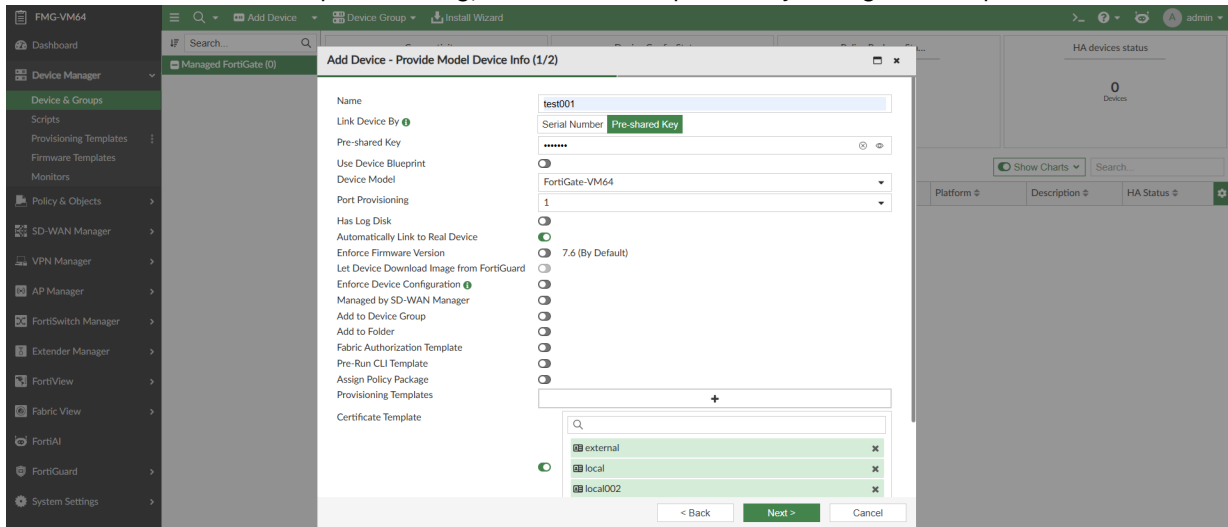 FMG-VM64
Add Device
Device Group
Install Wizard
admin
Dashboard
Device Manager
Device & Groups
Scripts
Provisioning Templates
Firmware Templates
Monitors
Policy & Objects
SD-WAN Manager
VPN Manager
AP Manager
FortiSwitch Manager
Extender Manager
FortiView
Fabric View
FortiAI
FortiGuard
System Settings
Search...
Managed FortiGate (0)
HA devices status
0
Devices
Show Charts
Search...
Platform
Description
HA Status
Add Device - Provide Model Device Info (1/2)
Name
test001
Link Device By
Serial Number
Pre-shared Key
Pre-shared Key
•••••••
Use Device Blueprint
Device Model
FortiGate-VM64
Port Provisioning
1
Has Log Disk
Automatically Link to Real Device
Enforce Firmware Version
7.6 (By Default)
Let Device Download Image from FortiGuard
Enforce Device Configuration
Managed by SD-WAN Manager
Add to Device Group
Add to Folder
Fabric Authorization Template
Pre-Run CLI Template
Assign Policy Package
Provisioning Templates
+
Certificate Template
external
local
local002
< Back
Next >
Cancel